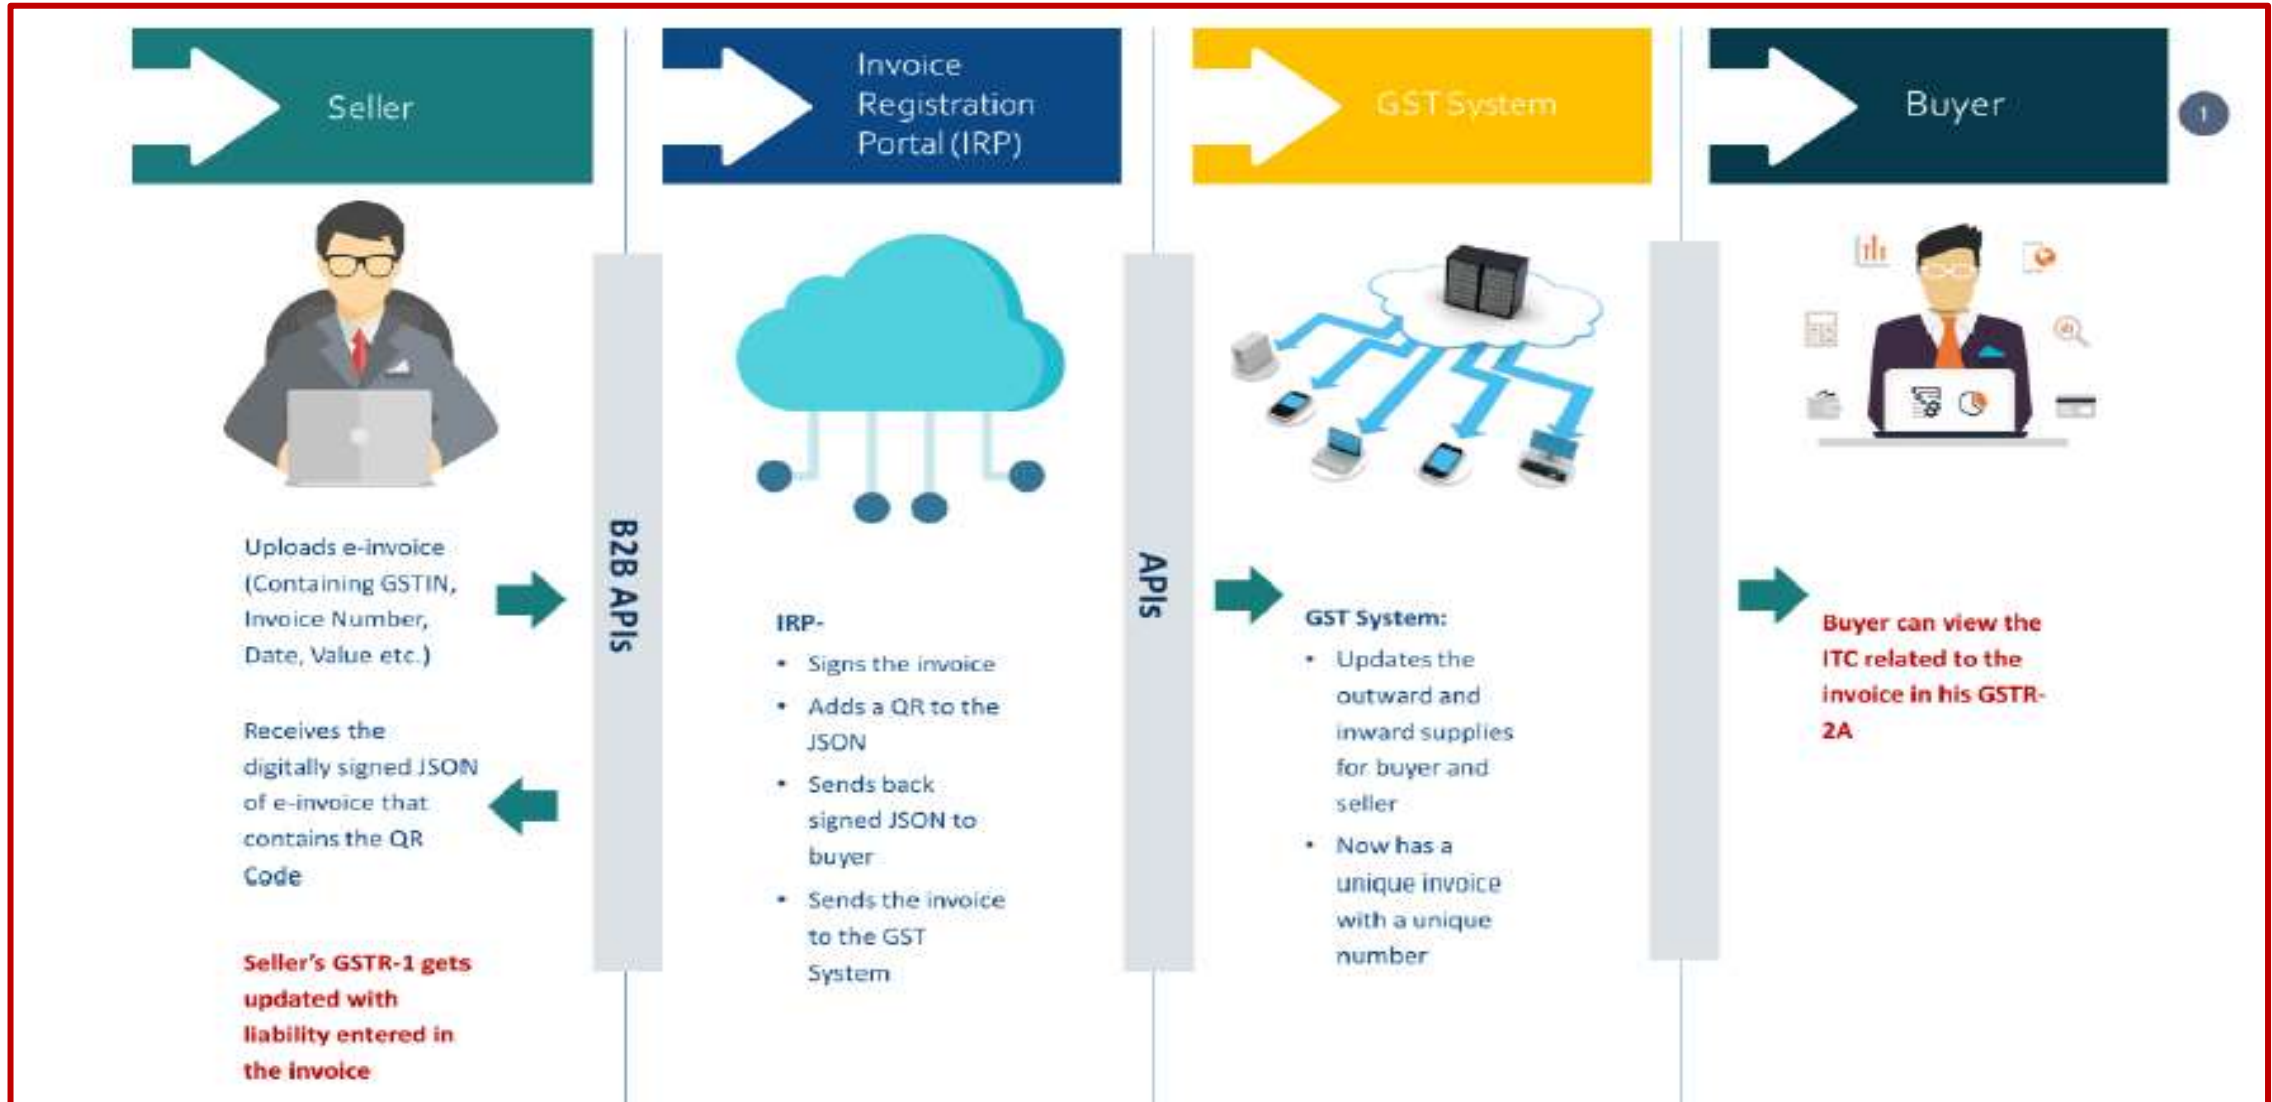 Seller
Invoice
Registration
Portal (IRP)
GST System
Buyer
1
Uploads e-invoice
(Containing GSTIN,
Invoice Number,
Date, Value etc.)
Receives the
digitally signed JSON
of e-invoice that
contains the QR
Code
Seller's GSTR-1 gets
updated with
liability entered in
the invoice
B2B APIs
IRP-
• Signs the invoice
• Adds a QR to the
JSON
• Sends back
signed JSON to
buyer
• Sends the invoice
to the GST
System
APIs
GST System:
• Updates the
outward and
inward supplies
for buyer and
seller
• Now has a
unique invoice
with a unique
number
Buyer can view the
ITC related to the
invoice in his GSTR-
2A